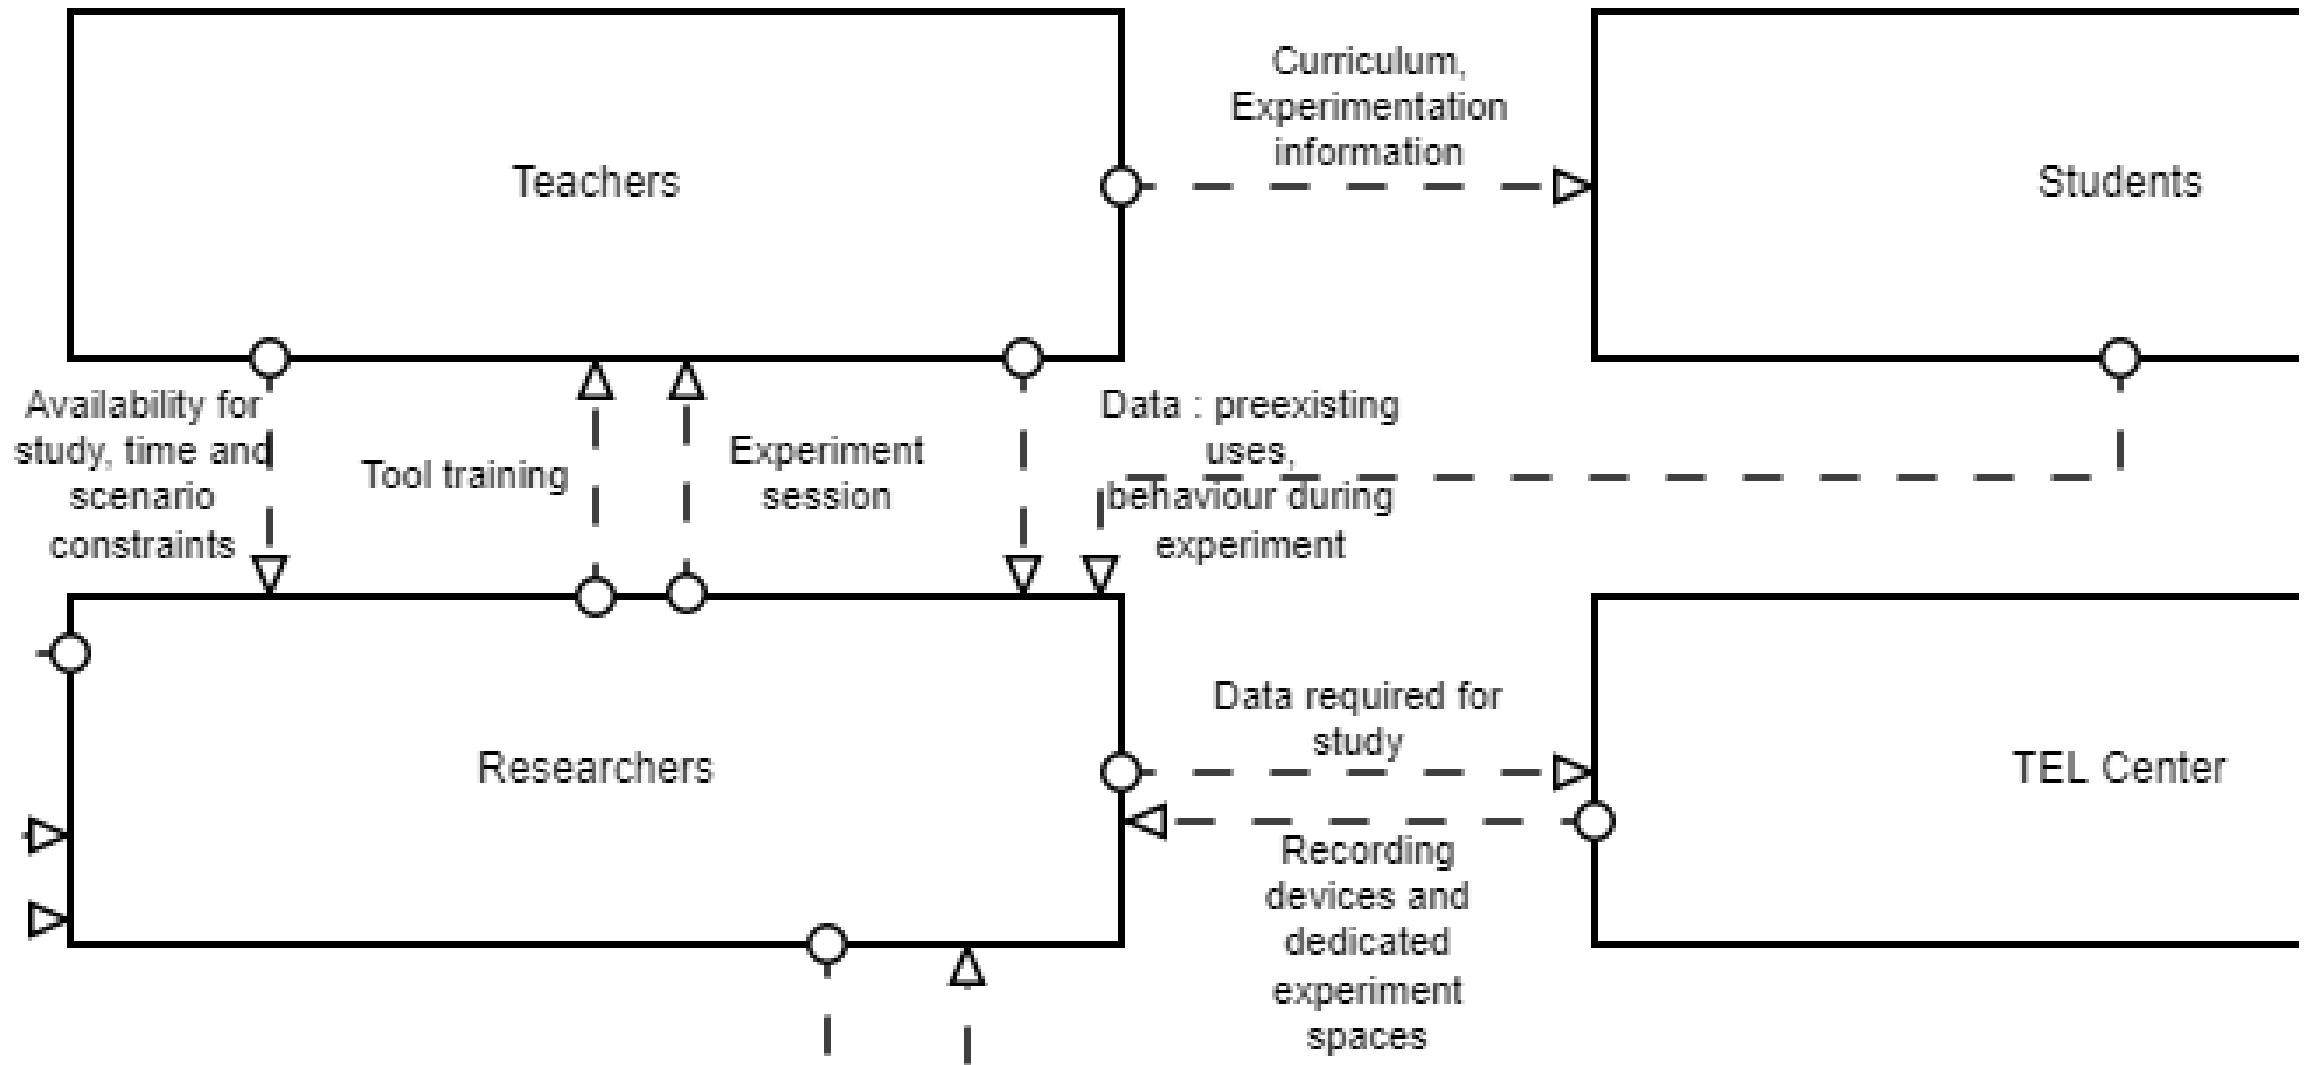 Curriculum,
Experimentation
information
Teachers
Students
Availability for
study, time and
scenario
constraints
Tool training
Experiment
session
Data : preexisting
uses,
behaviour during
experiment
Researchers
Data required for
study
TEL Center
Recording
devices and
dedicated
experiment
spaces